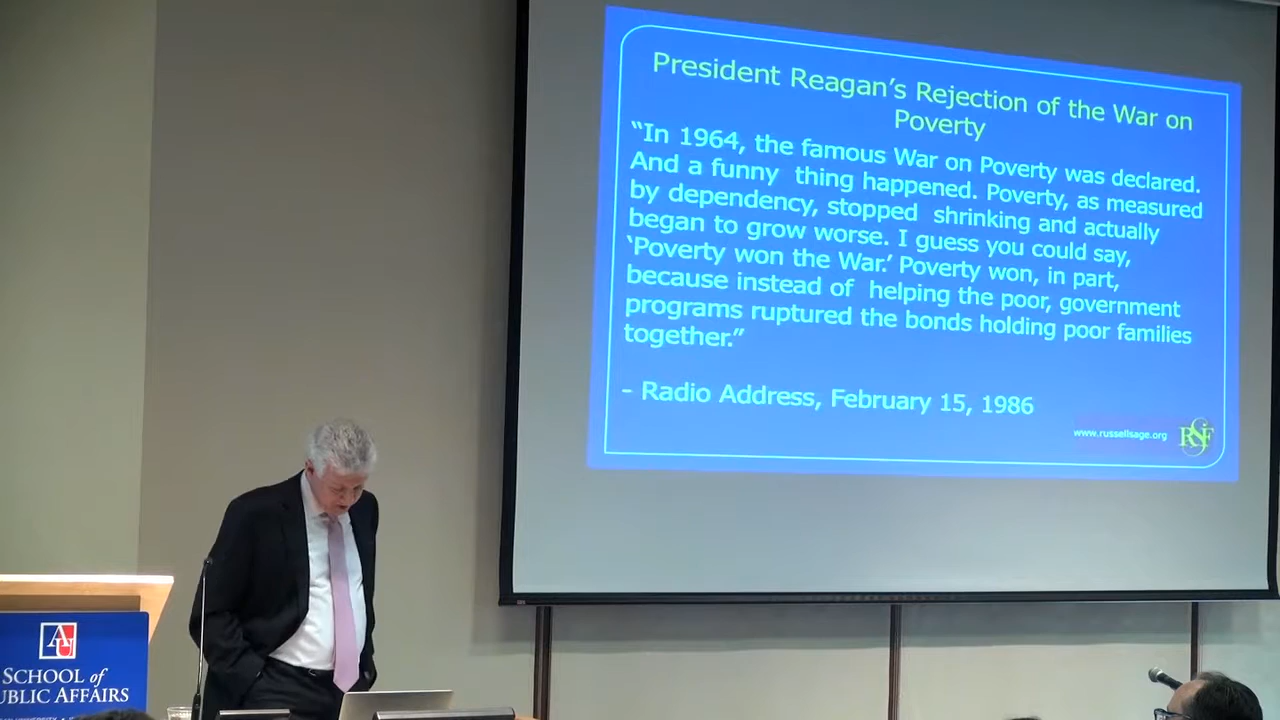 President Reagan's Rejection of the War on
Poverty
“In 1964, the famous War on Poverty was declared.
And a funny thing happened. Poverty, as measured
by dependency, stopped shrinking and actually
began to grow worse. I guess you could say,
‘Poverty won the War.’ Poverty won, in part,
because instead of helping the poor, government
programs ruptured the bonds holding poor families
together.”
– Radio Address, February 15, 1986
www.russellsage.org
RSF
AU
SCHOOL of
UBLIC AFFAIRS